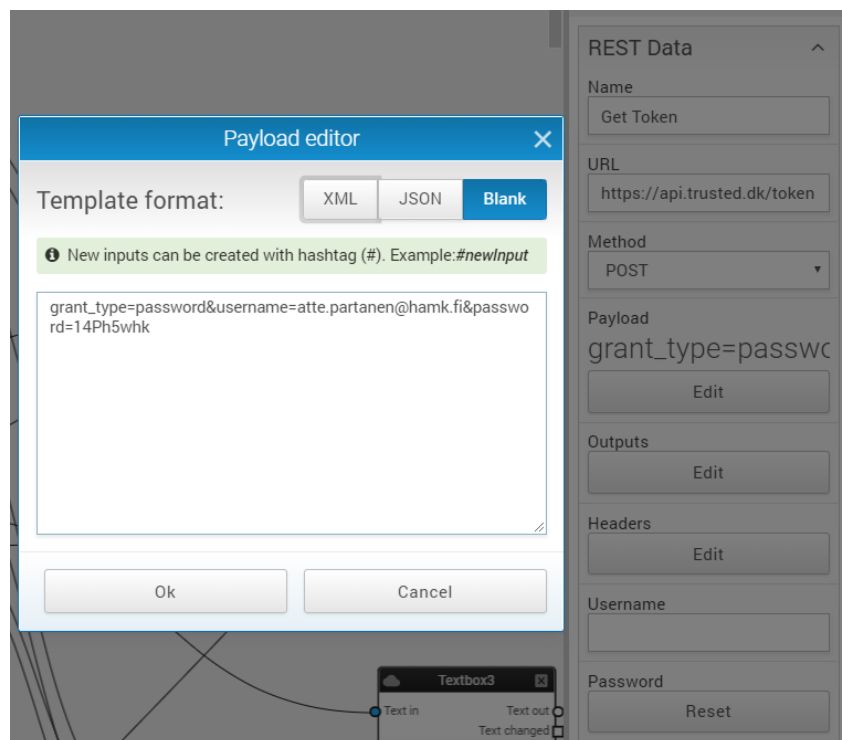 Payload editor
Template format:
XML
JSON
Blank
New inputs can be created with hashtag (#). Example:#newInput
grant_type=password&username=atte.partanen@hamk.fi&passwo
rd=14Ph5whk
Ok
Cancel
Textbox3
Text in
Text out
Text changed
REST Data
Name
Get Token
URL
https://api.trusted.dk/token
Method
POST
Payload
grant_type=passwo
Edit
Outputs
Edit
Headers
Edit
Username
Password
Reset